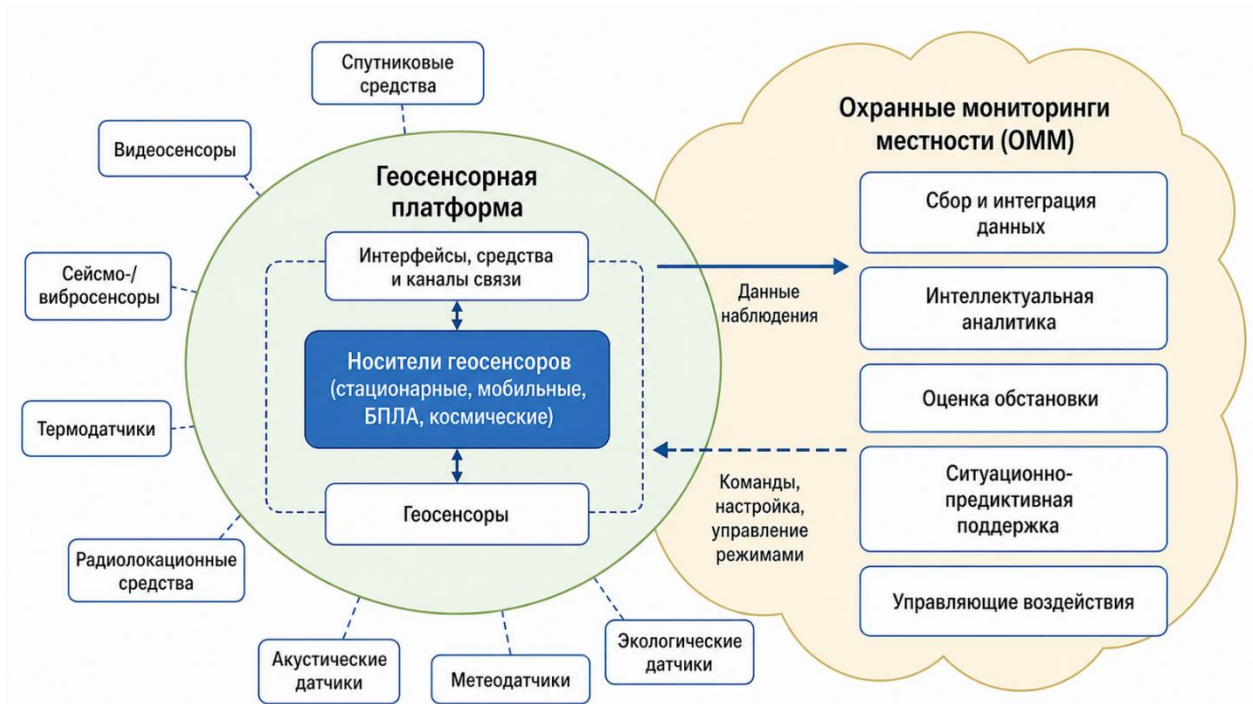 Спутниковые
средства
Видеосенсоры
Сейсмо-/
вибросенсоры
Термодатчики
Радиолокационные
средства
Акустические
датчики
Метеодатчики
Экологические
датчики
Геосенсорная
платформа
Интерфейсы, средства
и каналы связи
Носители геосенсоров
(стационарные, мобильные,
БПЛА, космические)
Геосенсоры
Данные
наблюдения
Команды,
настройка,
управление
режимами
Охранные мониторинги
местности (ОММ)
Сбор и интеграция
данных
Интеллектуальная
аналитика
Оценка обстановки
Ситуационно-
предиктивная
поддержка
Управляющие воздействия